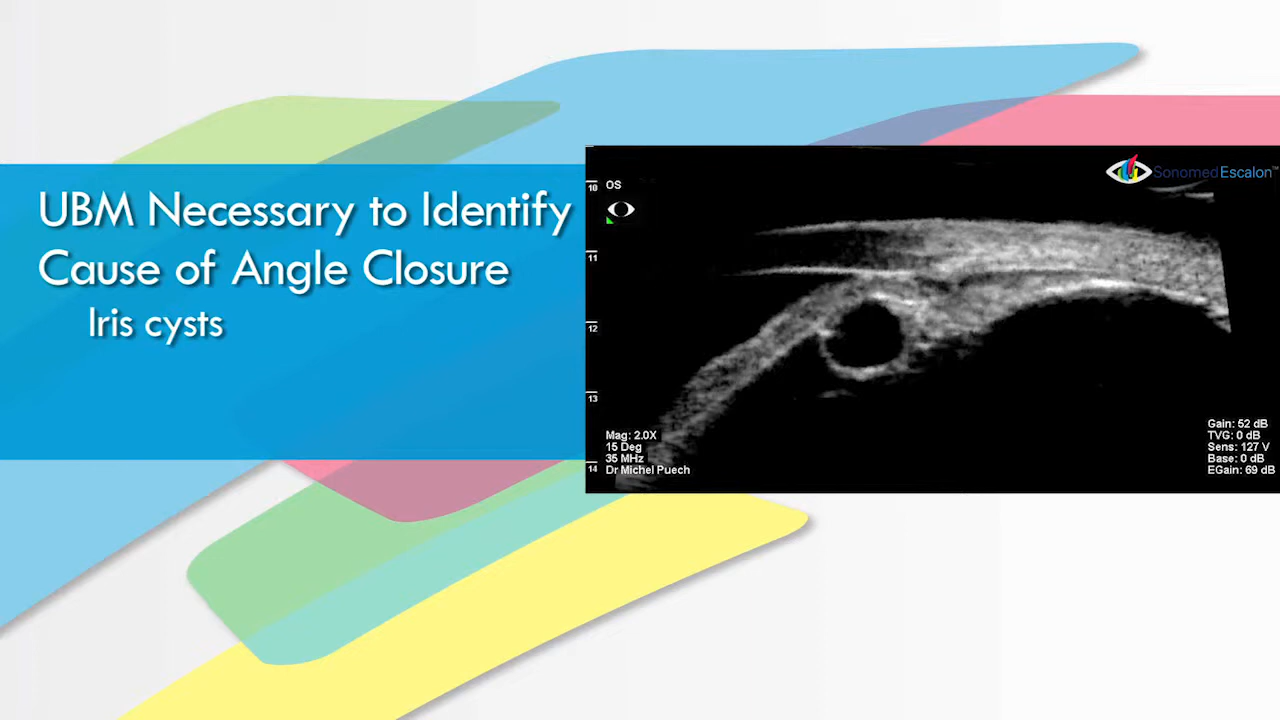 UBM Necessary to Identify
Cause of Angle Closure
Iris cysts
SonomedEscalon™
OS
10
11
12
13
14
Mag: 2.0X
15 Deg
35 MHz
Dr Michel Puech
Gain: 52 dB
TVG: 0 dB
Sens: 127 V
Base: 0 dB
EGain: 69 dB